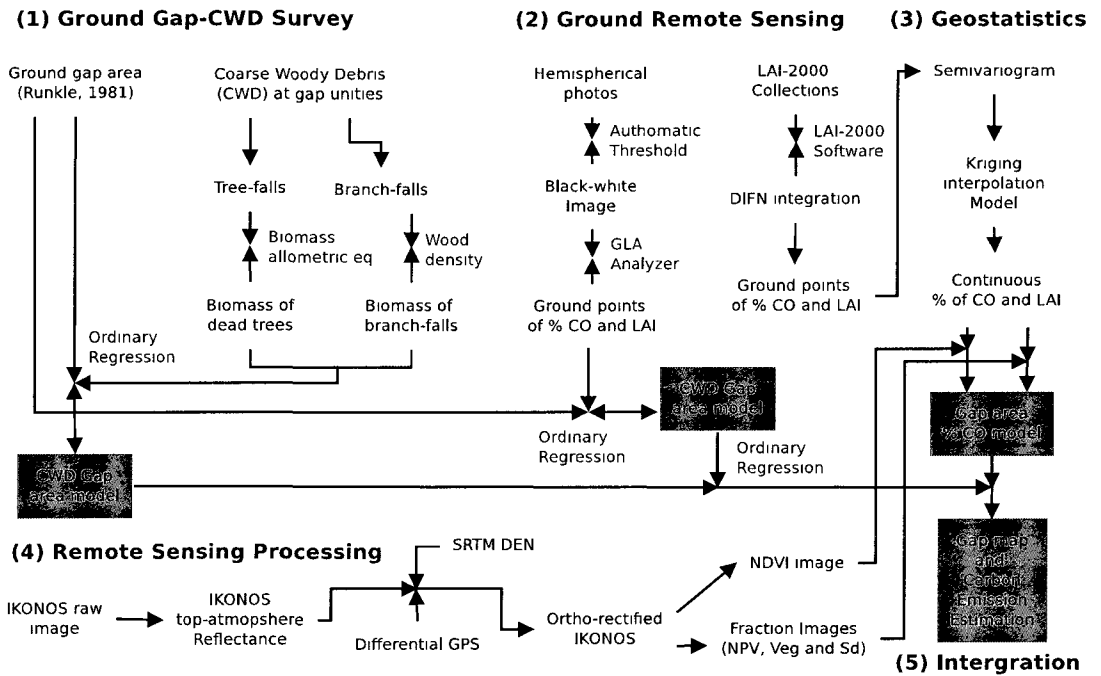 (1) Ground Gap-CWD Survey
Ground gap area
(Runkle, 1981)
Coarse Woody Debris
(CWD) at gap unities
Tree-falls
Branch-falls
Biomass
allometric eq
Wood
density
Biomass of
dead trees
Biomass of
branch-falls
Ordinary
Regression
CWD Gap
area model
(2) Ground Remote Sensing
Hemispherical
photos
Authomatic
Threshold
Black-white
Image
GLA
Analyzer
Ground points
of % CO and LAI
LAI-2000
Collections
LAI-2000
Software
DIFN integration
Ground points
of % CO and LAI
CWD Gap
area model
Ordinary
Regression
Ordinary
Regression
(3) Geostatistics
Semivariogram
Kriging
interpolation
Model
Continuous
% of CO and LAI
Gap area
% CO model
Gap map
and
Carbon
Emission
Estimation
(4) Remote Sensing Processing
IKONOS raw
image
IKONOS
top-atmopshere
Reflectance
SRTM DEN
Differential GPS
Ortho-rectified
IKONOS
NDVI image
Fraction Images
(NPV, Veg and Sd)
(5) Intergration